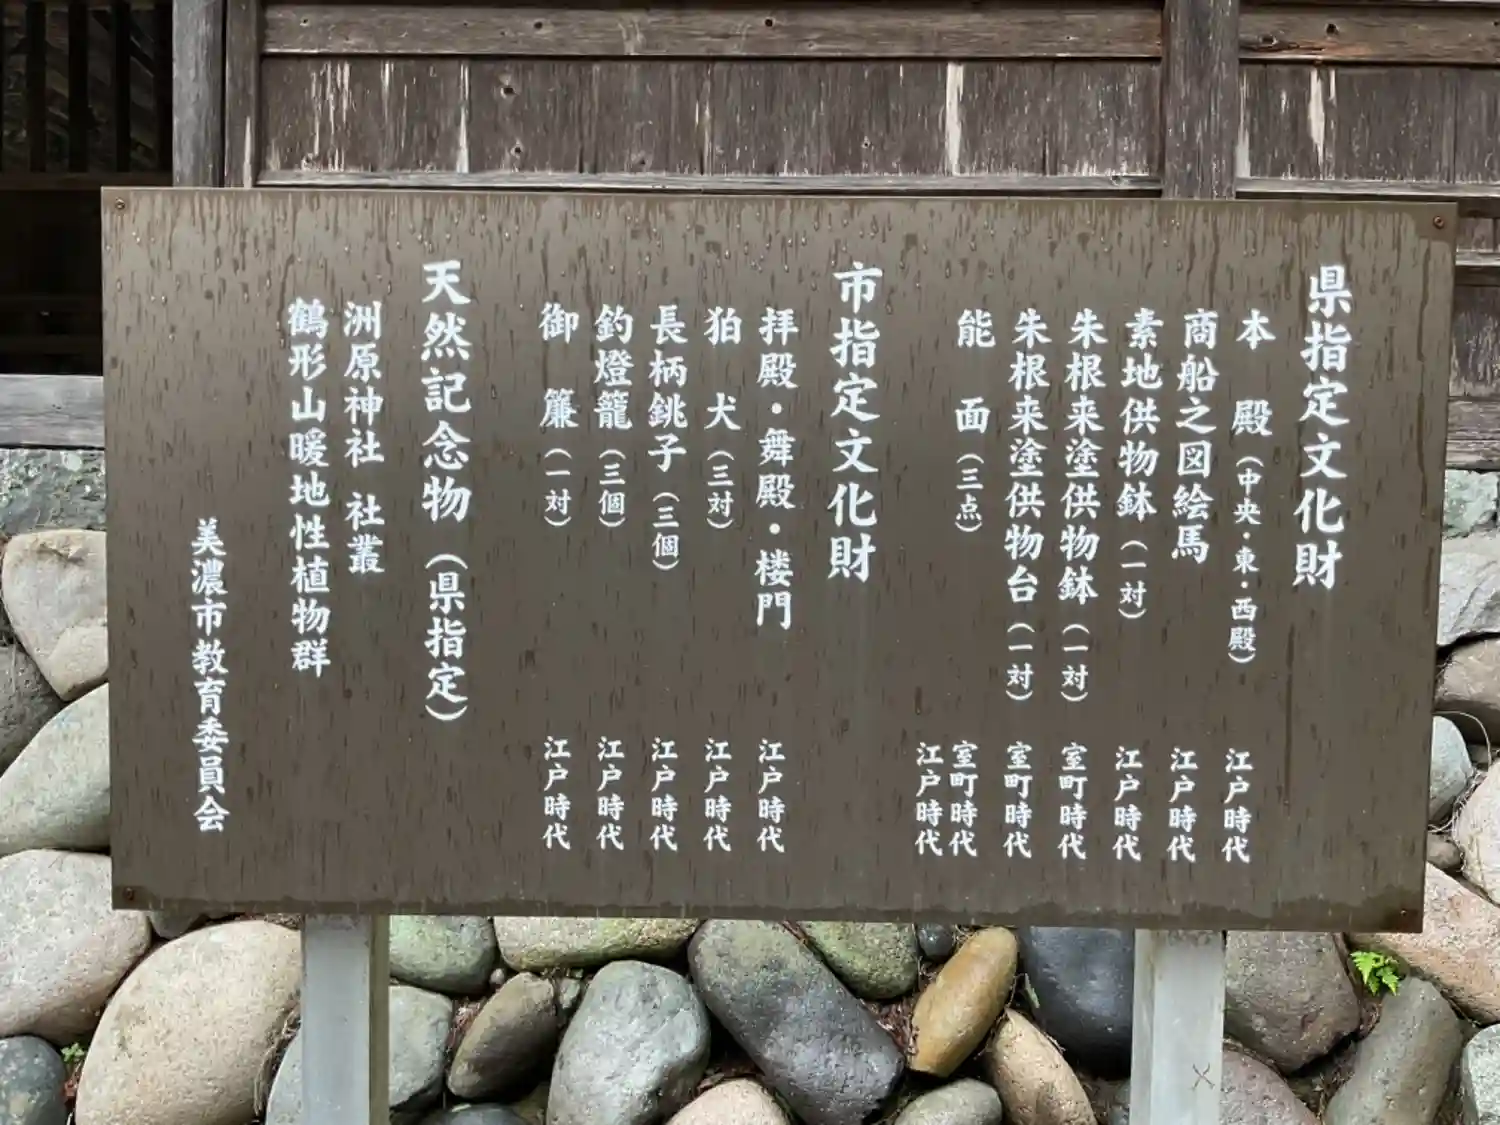 県指定文化財
本殿（中央・東・西殿） 江戸時代
商船之図絵馬 江戸時代
素地供物鉢（一対） 江戸時代
朱根来塗供物鉢（一対） 室町時代
朱根来塗供物台（一対） 室町時代
能面（三点） 室町時代
江戸時代
市指定文化財
拝殿・舞殿・楼門 江戸時代
狛犬（三対） 江戸時代
長柄銚子（三個） 江戸時代
釣燈籠（三個） 江戸時代
御簾（一対） 江戸時代
天然記念物（県指定）
洲原神社 社叢
鶴形山暖地性植物群
美濃市教育委員会